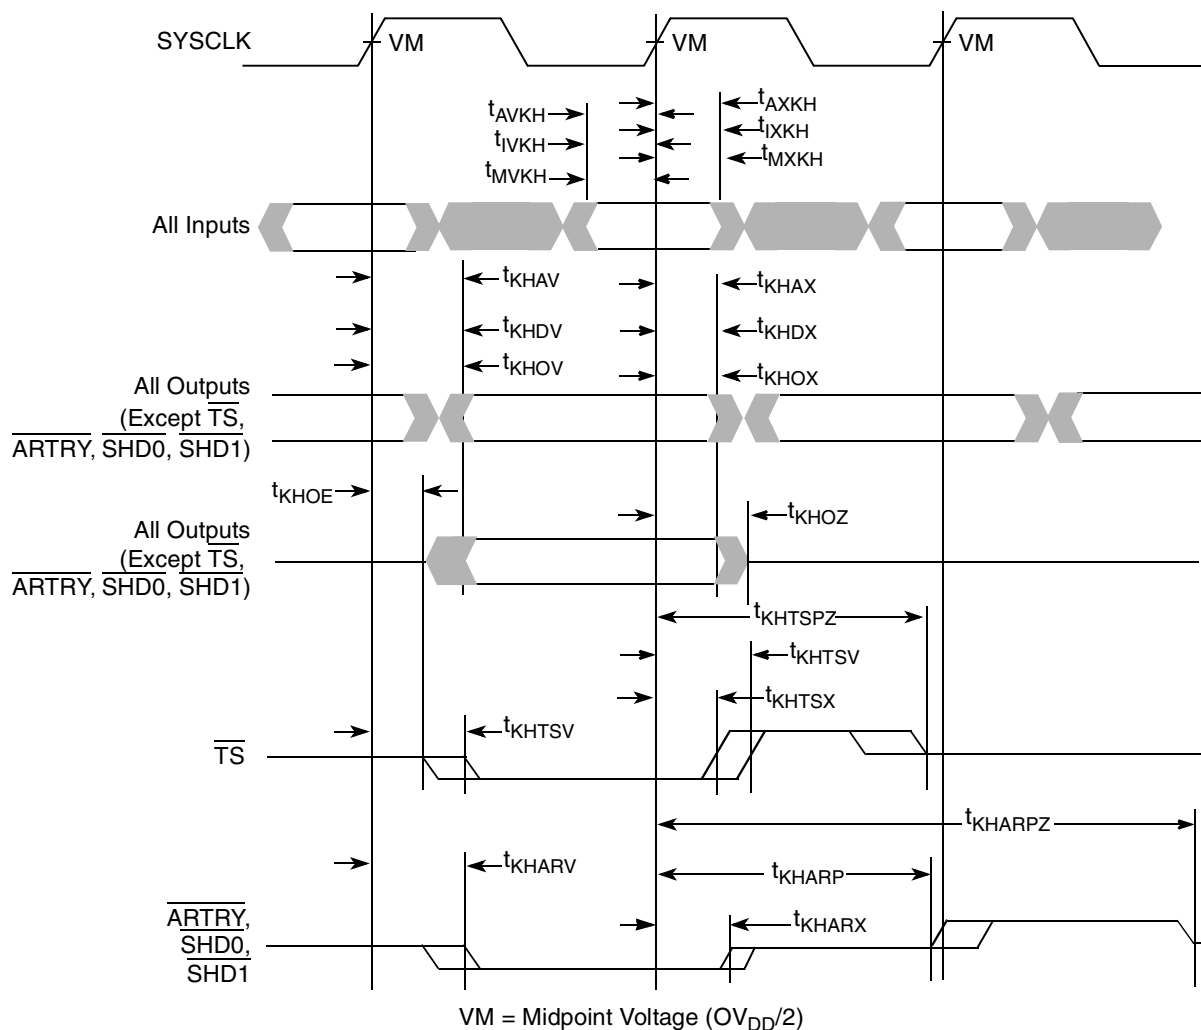 SYSCLK
VM
VM
VM
tAVKH
tAXKH
tIVKH
tIXKH
tMVKH
tMXKH
All Inputs
tKHAV
tKHAX
tKHDV
tKHDX
tKHOV
tKHOX
All Outputs
(Except TS,
ARTRY, SHD0, SHD1)
tKHOE
tKHOZ
All Outputs
(Except TS,
ARTRY, SHD0, SHD1)
tKHTSPZ
tKHTSV
tKHTSX
tKHTSV
TS
tKHARPZ
tKHARV
tKHARP
tKHARX
ARTRY,
SHD0,
SHD1
VM = Midpoint Voltage (OVDD/2)